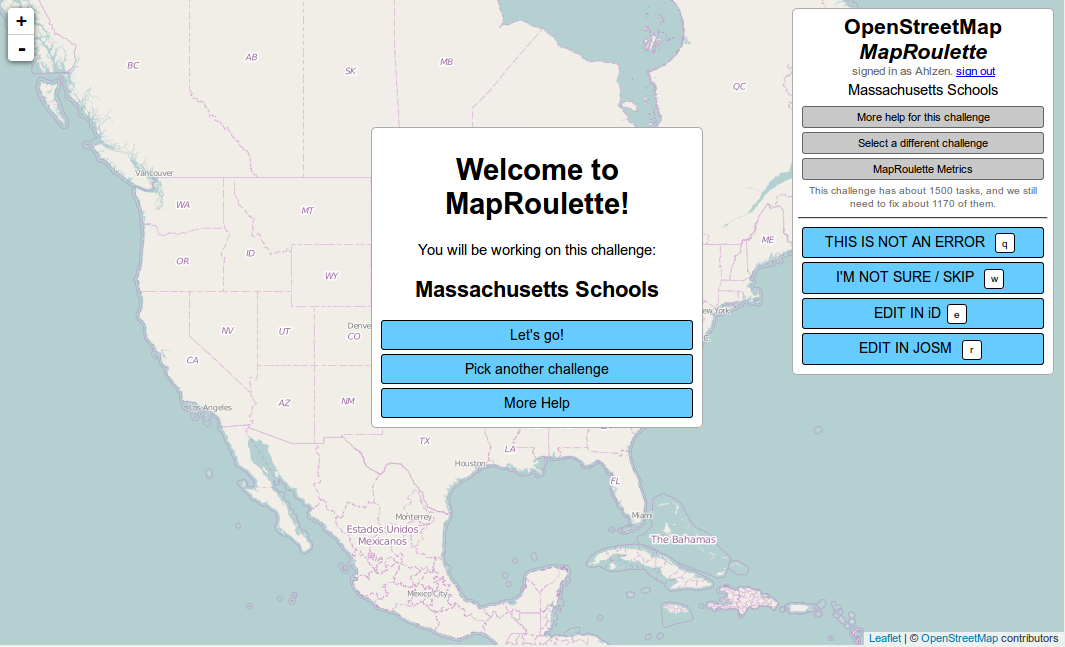 +
-
BC
AB
SK
MB
QC
Vancouver
WA
MT
ME
OR
ID
WY
NV
UT
Denve
CO
CA
Los Angeles
AZ
NM
TX
LA
Houston
FL
Miami
Monterrey
Estados Unidos
Mexicanos
The Bahamas
Mexico City
ew York
Welcome to
MapRoulette!
You will be working on this challenge:
Massachusetts Schools
Let's go!
Pick another challenge
More Help
OpenStreetMap
MapRoulette
signed in as Ahlzen. sign out
Massachusetts Schools
More help for this challenge
Select a different challenge
MapRoulette Metrics
This challenge has about 1500 tasks, and we still
need to fix about 1170 of them.
THIS IS NOT AN ERROR q
I'M NOT SURE / SKIP w
EDIT IN iD e
EDIT IN JOSM r
Leaflet | © OpenStreetMap contributors